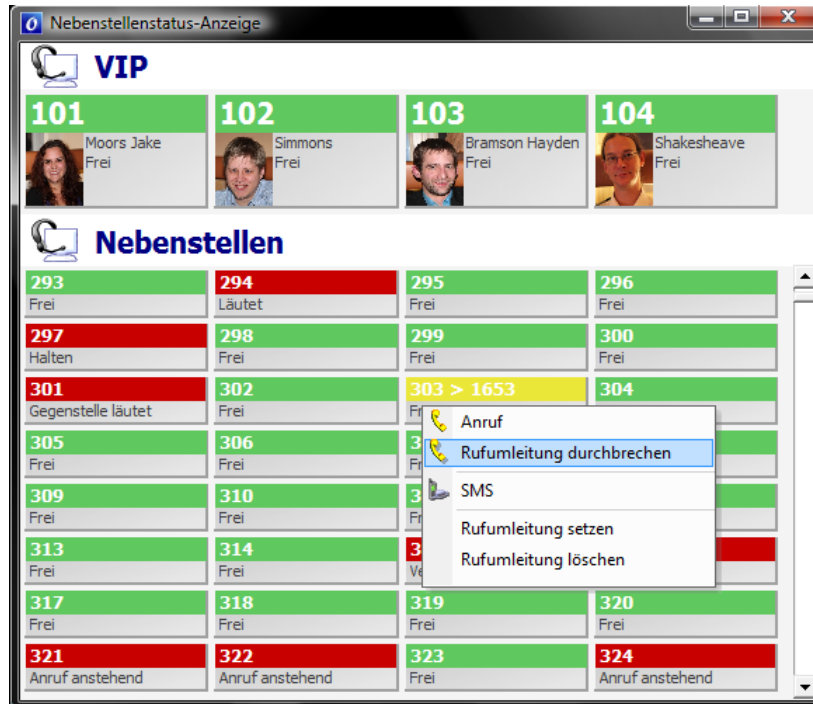 Nebenstellenstatus-Anzeige
VIP
101 102 103 104
Moors Jake Simmons Bramson Hayden Shakesheave
Frei Frei Frei Frei
Nebenstellen
293 294 295 296
Frei Läutet Frei Frei
297 298 299 300
Halten Frei Frei Frei
301 302 303 > 1653 304
Gegenstelle läutet Frei
Anruf
305 306
Rufumleitung durchbrechen
Frei Frei
SMS
309 310
Frei Frei
Rufumleitung setzen
313 314
Rufumleitung löschen
Frei Frei
317 318 319 320
Frei Frei Frei Frei
321 322 323 324
Anruf anstehend Anruf anstehend Frei Anruf anstehend